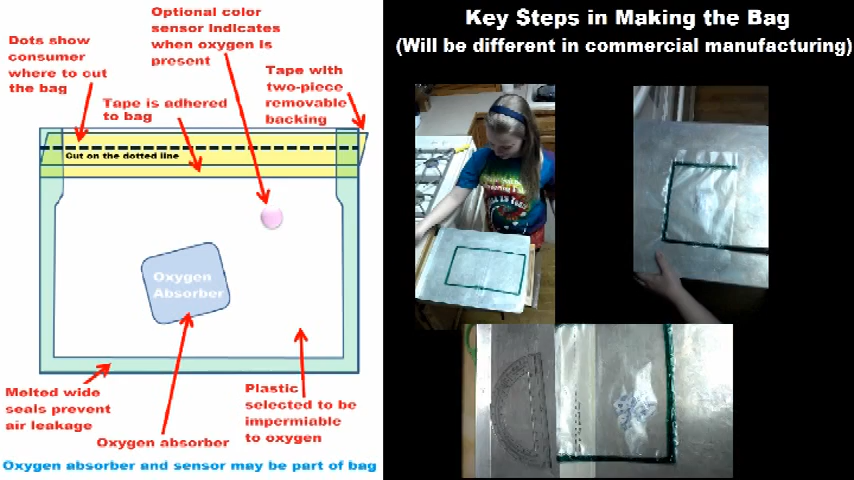 Optional color
sensor indicates
when oxygen is
present
Dots show
consumer
where to cut
the bag
Tape with
two-piece
removable
backing
Tape is adhered
to bag
Cut on the dotted line
Oxygen
Absorber
Melted wide
seals prevent
air leakage
Plastic
selected to be
impermiable
to oxygen
Oxygen absorber
Oxygen absorber and sensor may be part of bag
Key Steps in Making the Bag
(Will be different in commercial manufacturing)